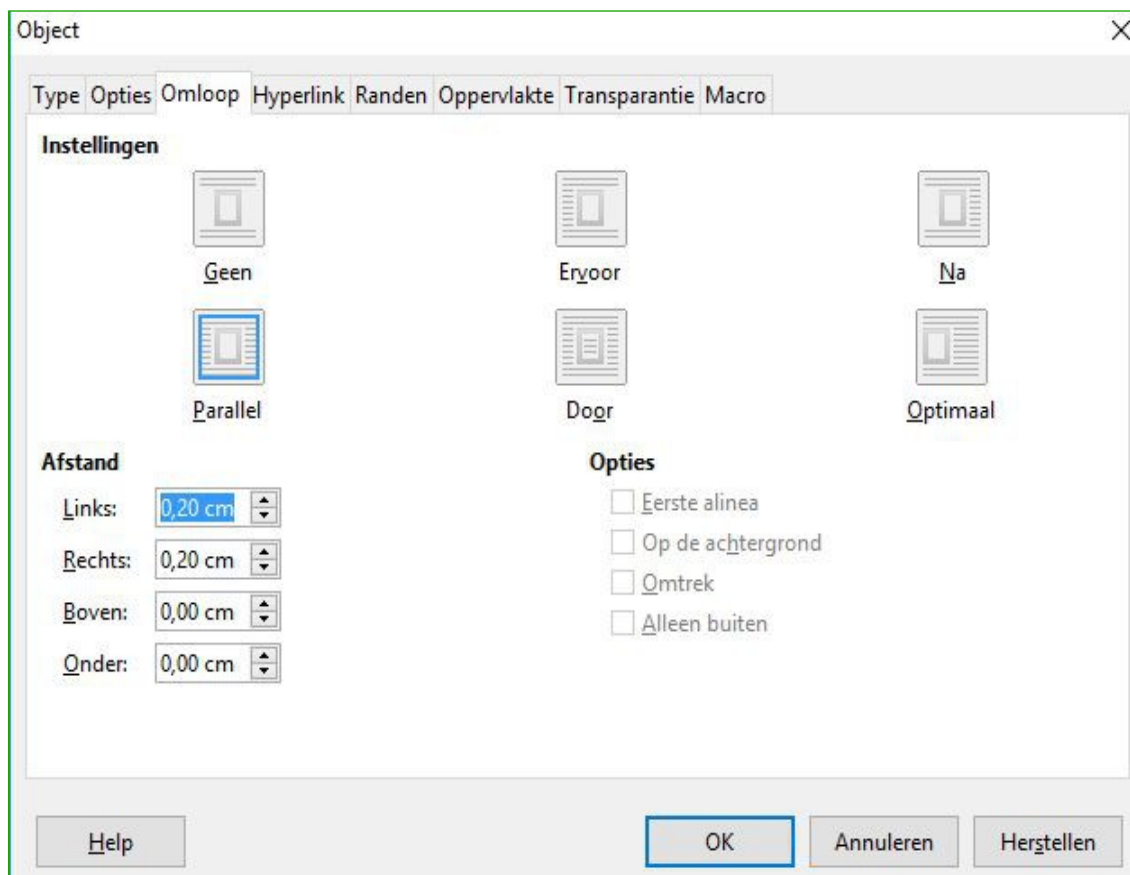 Object
Type Opties Omloop Hyperlink Randen Oppervlakte Transparantie Macro
Instellingen
Geen Ervoor Na
Parallel Door Optimaal
Afstand Opties
Links: 0,20 cm Eerste alinea
Rechts: 0,20 cm Op de achtergrond
Boven: 0,00 cm Omtrek
Onder: 0,00 cm Alleen buiten
Help OK Annuleren Herstellen